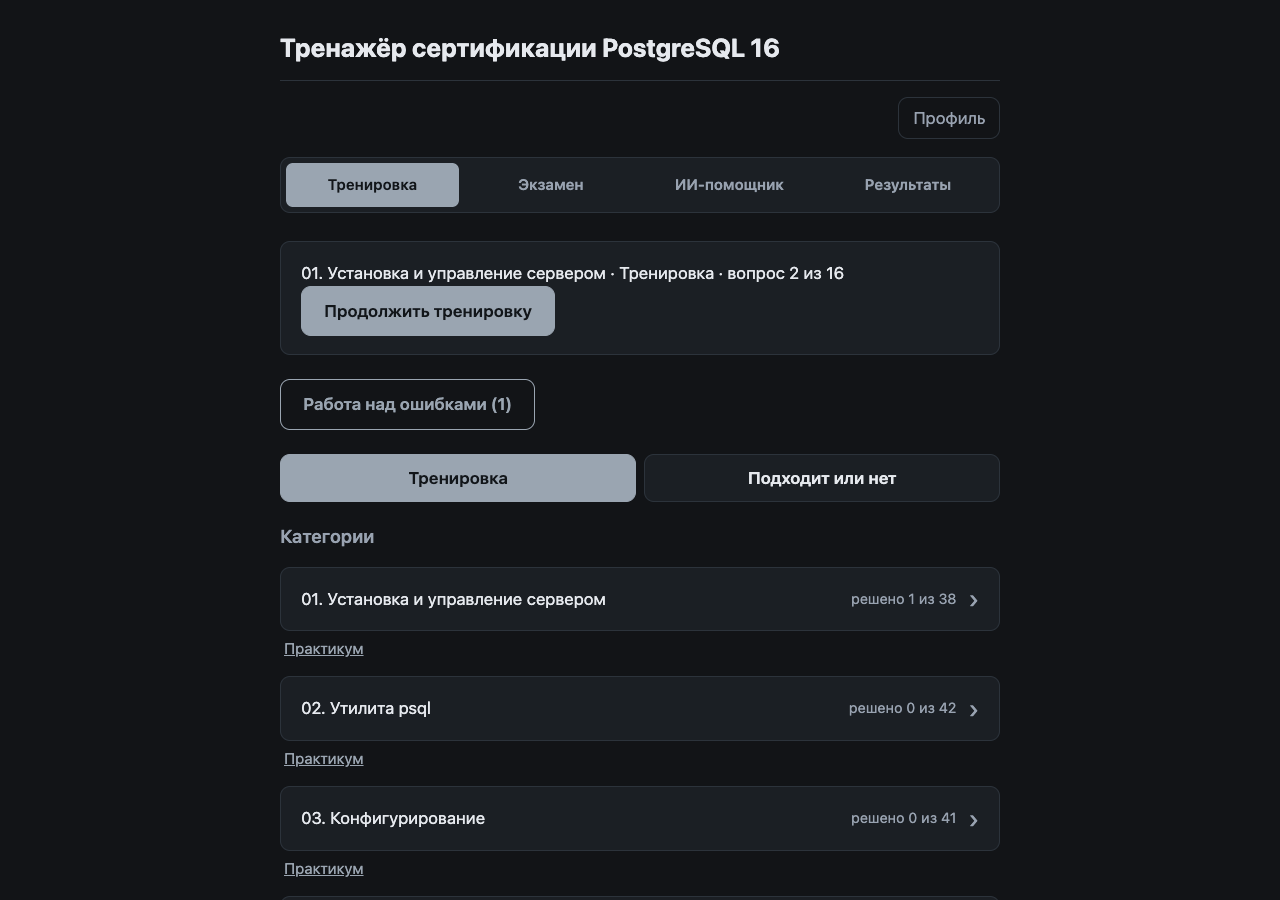 Тренажёр сертификации PostgreSQL 16
Профиль
Тренировка
Экзамен
ИИ-помощник
Результаты
01. Установка и управление сервером · Тренировка · вопрос 2 из 16
Продолжить тренировку
Работа над ошибками (1)
Тренировка
Подходит или нет
Категории
01. Установка и управление сервером
решено 1 из 38
Практикум
02. Утилита psql
решено 0 из 42
Практикум
03. Конфигурирование
решено 0 из 41
Практикум